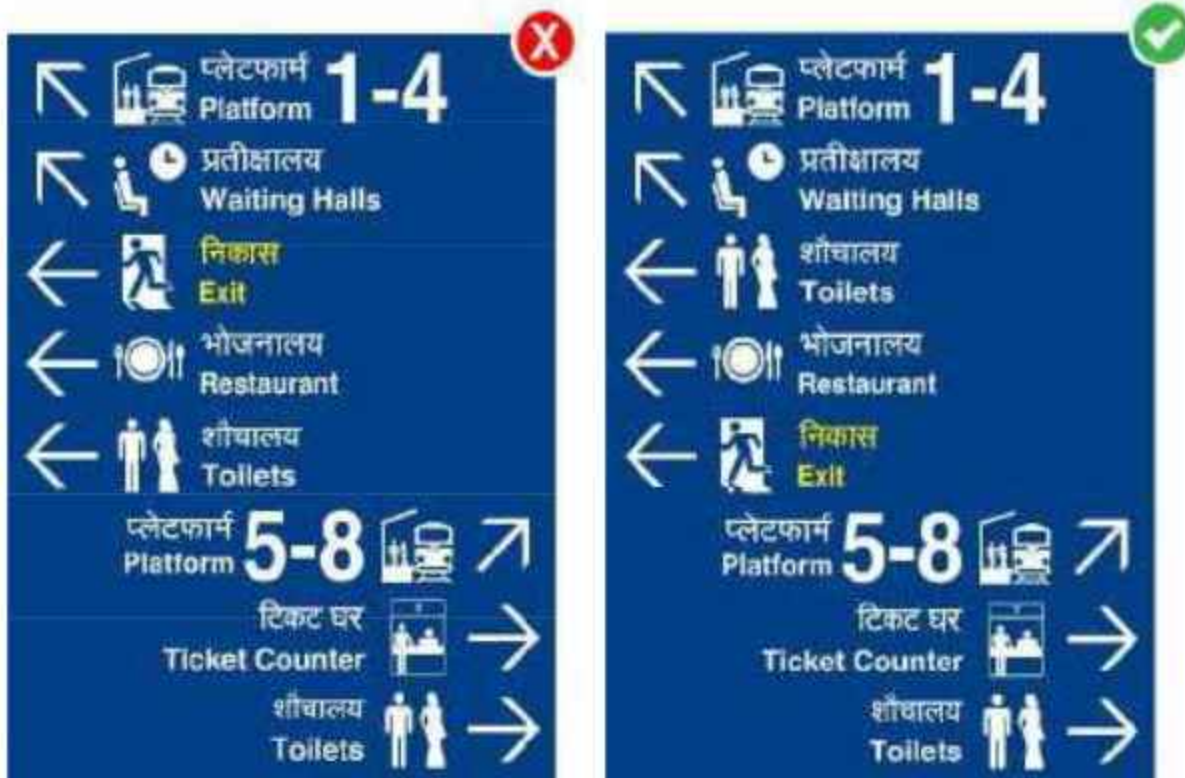 X
प्लेटफार्म
Platform 1-4
प्रतीक्षालय
Waiting Halls
निकास
Exit
भोजनालय
Restaurant
शौचालय
Toilets
प्लेटफार्म
Platform 5-8
टिकट घर
Ticket Counter
शौचालय
Toilets
प्लेटफार्म
Platform 1-4
प्रतीक्षालय
Waiting Halls
शौचालय
Toilets
भोजनालय
Restaurant
निकास
Exit
प्लेटफार्म
Platform 5-8
टिकट घर
Ticket Counter
शौचालय
Toilets